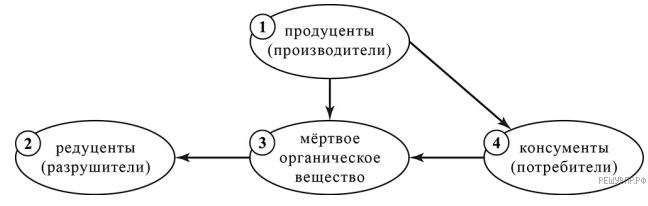 1
продуценты
(производители)
2
редуценты
(разрушители)
3
мёртвое
органическое
вещество
4
консументы
(потребители)
РЕШУВПР.РФ